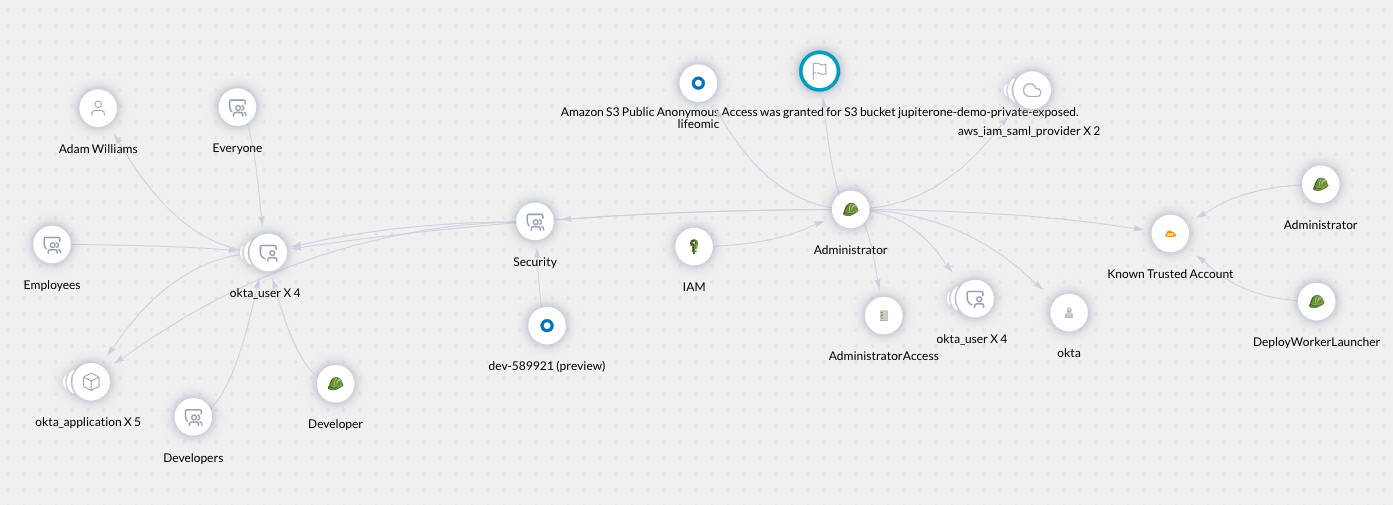 Amazon S3 Public Anonymous Access was granted for S3 bucket jupiterone-demo-private-exposed.
lifeomic
aws_iam_saml_provider X 2
Adam Williams
Everyone
Administrator
Administrator
Security
Known Trusted Account
Employees
okta_user X 4
IAM
okta_user X 4
DeployWorkerLauncher
okta
AdministratorAccess
dev-589921 (preview)
okta_application X 5
Developer
Developers